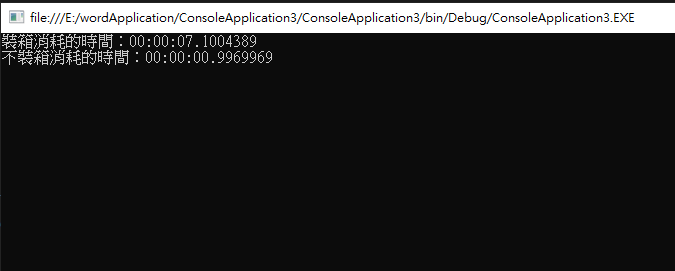 file:///E:/wordApplication/ConsoleApplication3/ConsoleApplication3/bin/Debug/ConsoleApplication3.EXE
裝箱消耗的時間：00:00:07.1004389
不裝箱消耗的時間：00:00:00.9969969